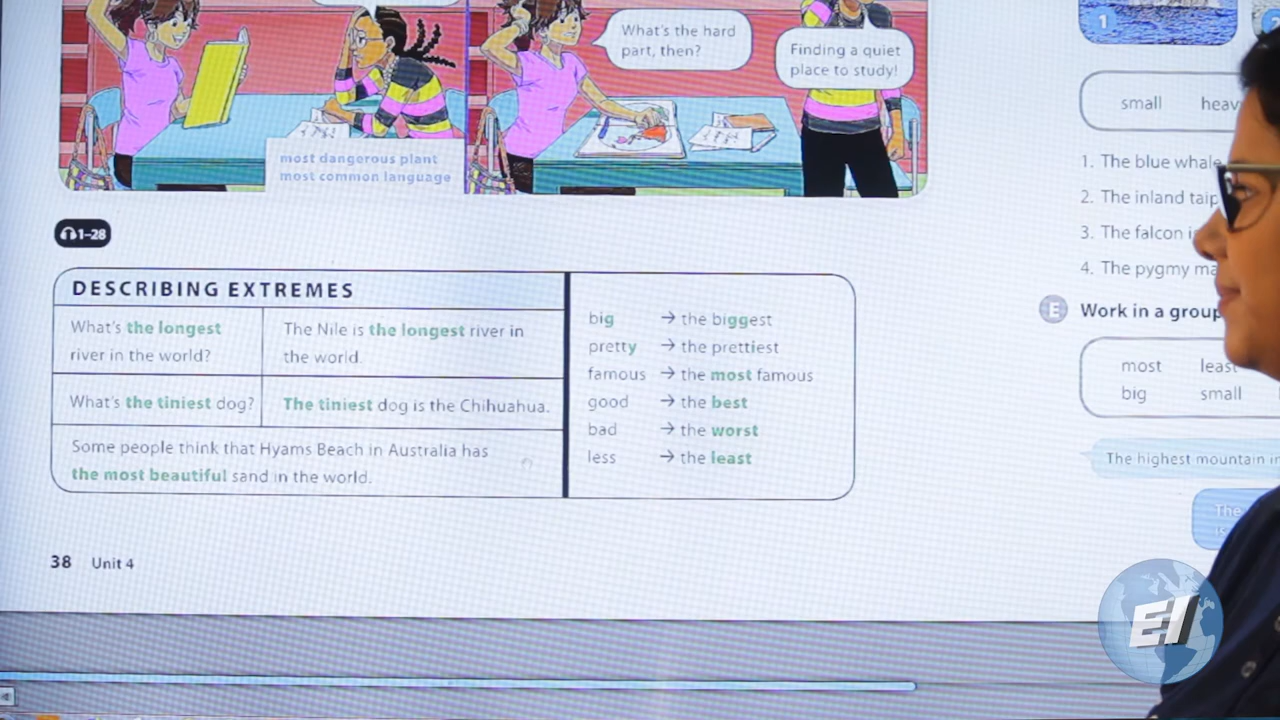 What's the hard
part, then?
Finding a quiet
place to study!
most dangerous plant
most common language
1–28
DESCRIBING EXTREMES
What's the longest
river in the world?
The Nile is the longest river in
the world.
What's the tiniest dog?
The tiniest dog is the Chihuahua.
Some people think that Hyams Beach in Australia has
the most beautiful sand in the world.
big → the biggest
pretty → the prettiest
famous → the most famous
good → the best
bad → the worst
less → the least
38 Unit 4
1
small
1. The blue whale
2. The inland
3. The falcon
4. The pygmy
E Work in a group
most least
big small
The highest mountain
The
EI